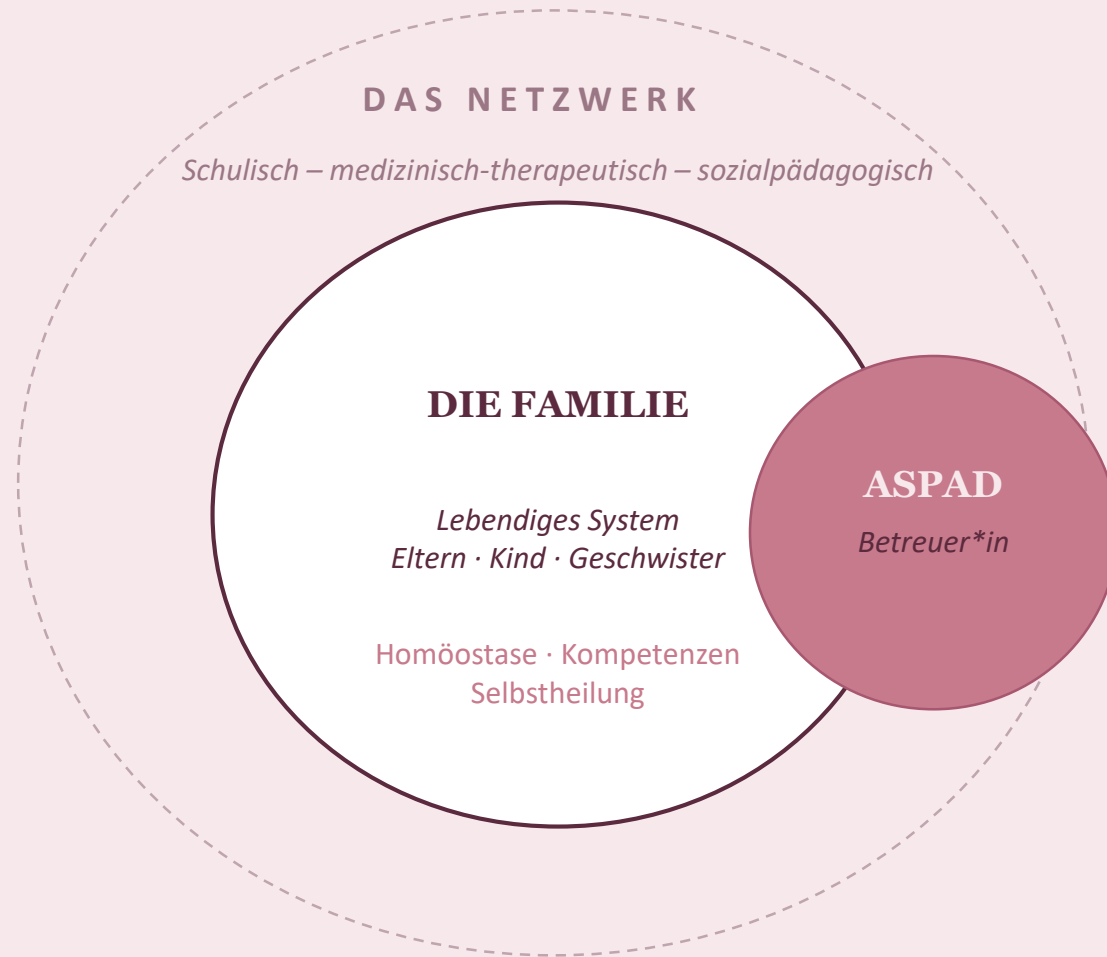 DAS NETZWERK
Schulisch – medizinisch-therapeutisch – sozialpädagogisch
DIE FAMILIE
Lebendiges System
Eltern · Kind · Geschwister
Homöostase · Kompetenzen
Selbstheilung
ASPAD
Betreuer*in